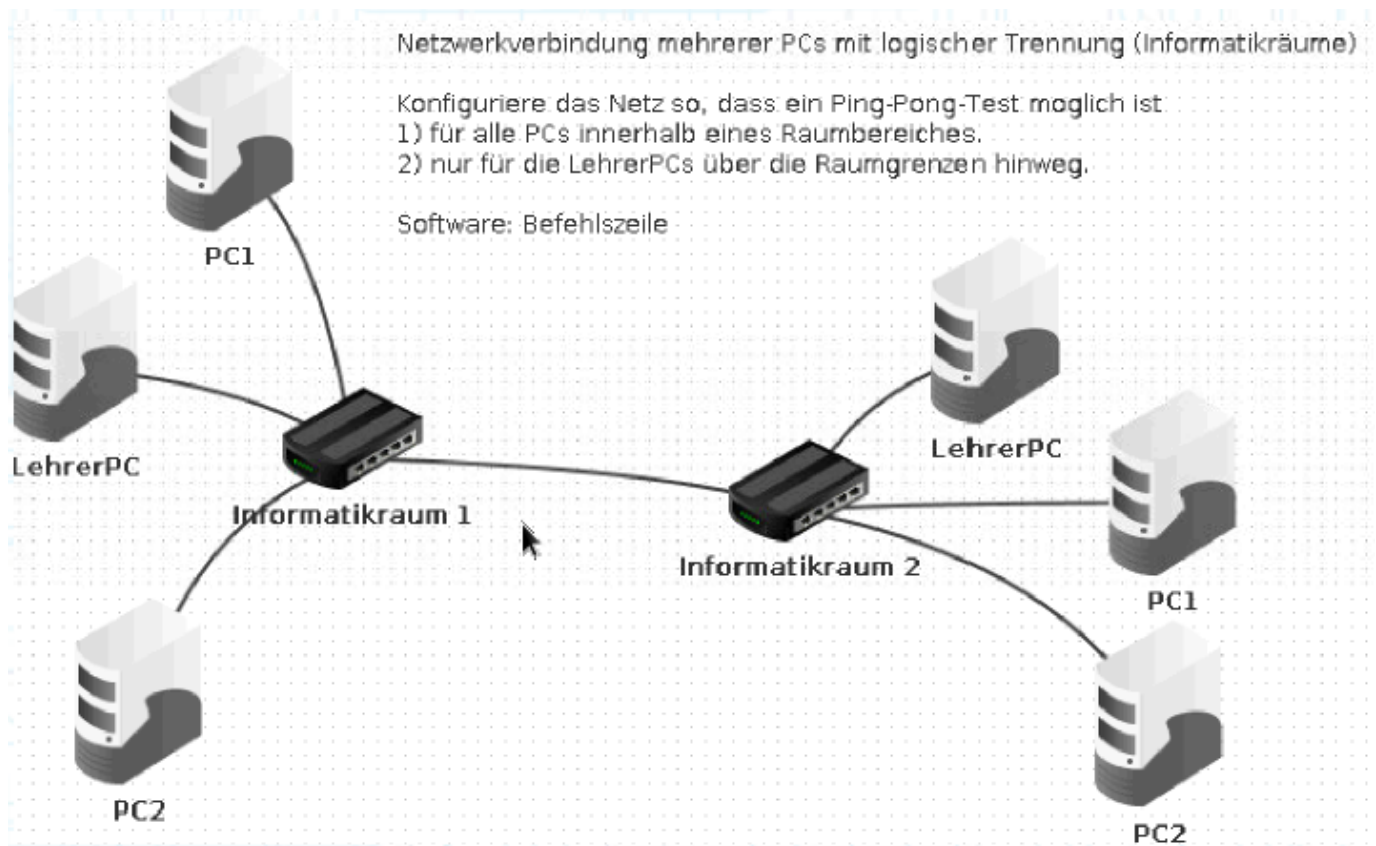 Netzwerkverbindung mehrerer PCs mit logischer Trennung (Informatikräume)
Konfiguriere das Netz so, dass ein Ping-Pong-Test moglich ist
1) für alle PCs innerhalb eines Raumbereiches.
2) nur für die LehrerPCs über die Raumgrenzen hinweg.
Software: Befehlszeile
PC1
LehrerPC
LehrerPC
Informatikraum 1
Informatikraum 2
PC1
PC2
PC2